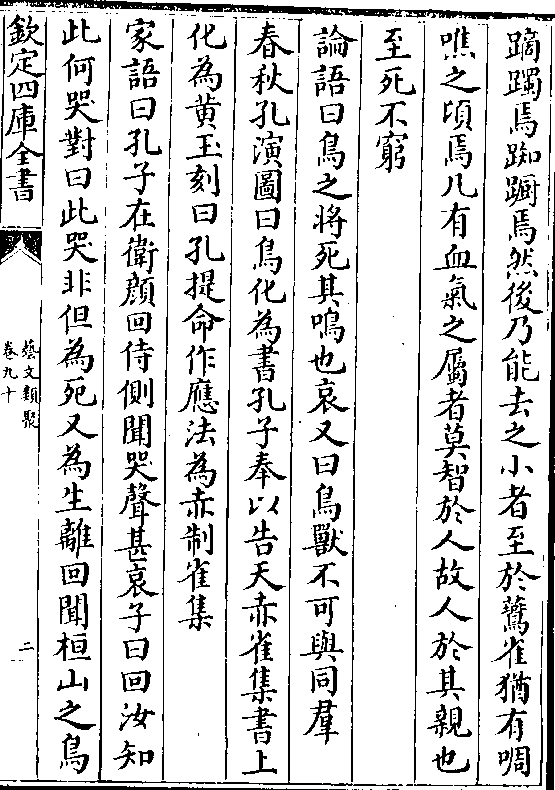 蹢躅焉踟蹰焉然後乃能去之小者至於鷰雀猶有啁
噍之頃焉凡有血氣之屬者莫智於人故人於其親也
至死不窮
論語曰鳥之將死其鳴也哀又曰鳥獸不可與同羣
春秋孔演圖曰鳥化為書孔子奉以告天赤雀集書上
化為黄玉刻曰孔提命作應法為赤制雀集
家語曰孔子在衛顔回侍側聞哭聲甚哀子曰回汝知
此何哭對曰此哭非但為死又為生離回聞桓山之鳥
欽定四庫全書
藝文類聚
卷九十
二